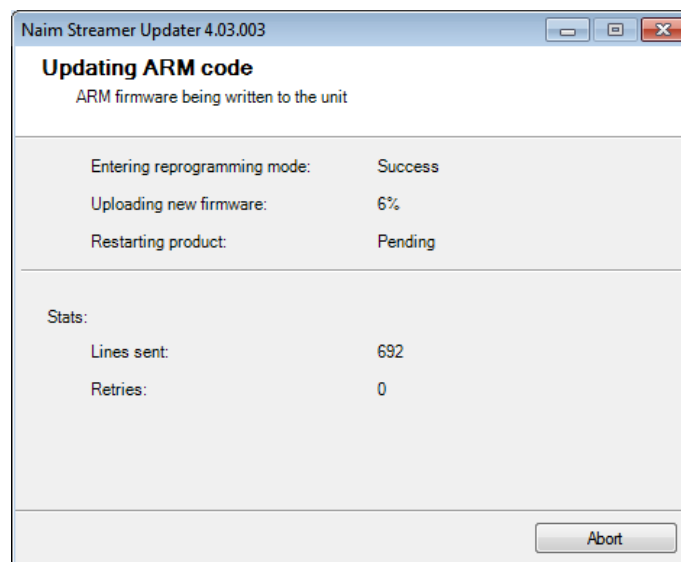 Naim Streamer Updater 4.03.003
Updating ARM code
ARM firmware being written to the unit
Entering reprogramming mode: Success
Uploading new firmware: 6%
Restarting product: Pending
Stats:
Lines sent: 692
Retries: 0
Abort